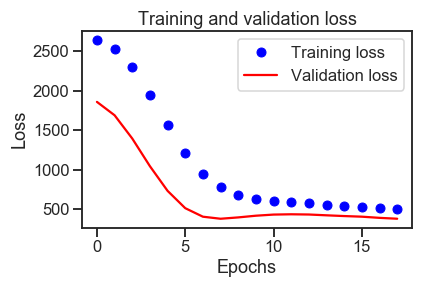 Training and validation loss
Training loss
Validation loss
2500
2000
1500
1000
500
Loss
0
5
10
15
Epochs